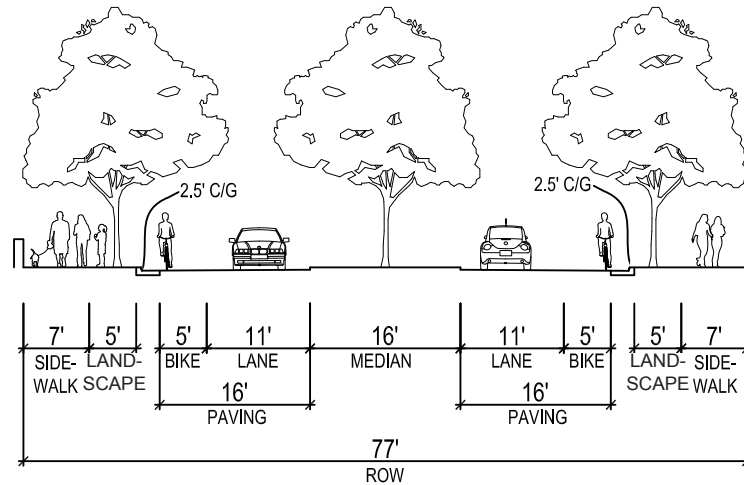 2.5' C/G
2.5' C/G
7' 5' 5' 11' 16' 11' 5' 5' 7'
SIDE- LAND- BIKE LANE MEDIAN LANE BIKE LAND- SIDE-
WALK SCAPE SCAPE WALK
16' 16'
PAVING PAVING
77'
ROW